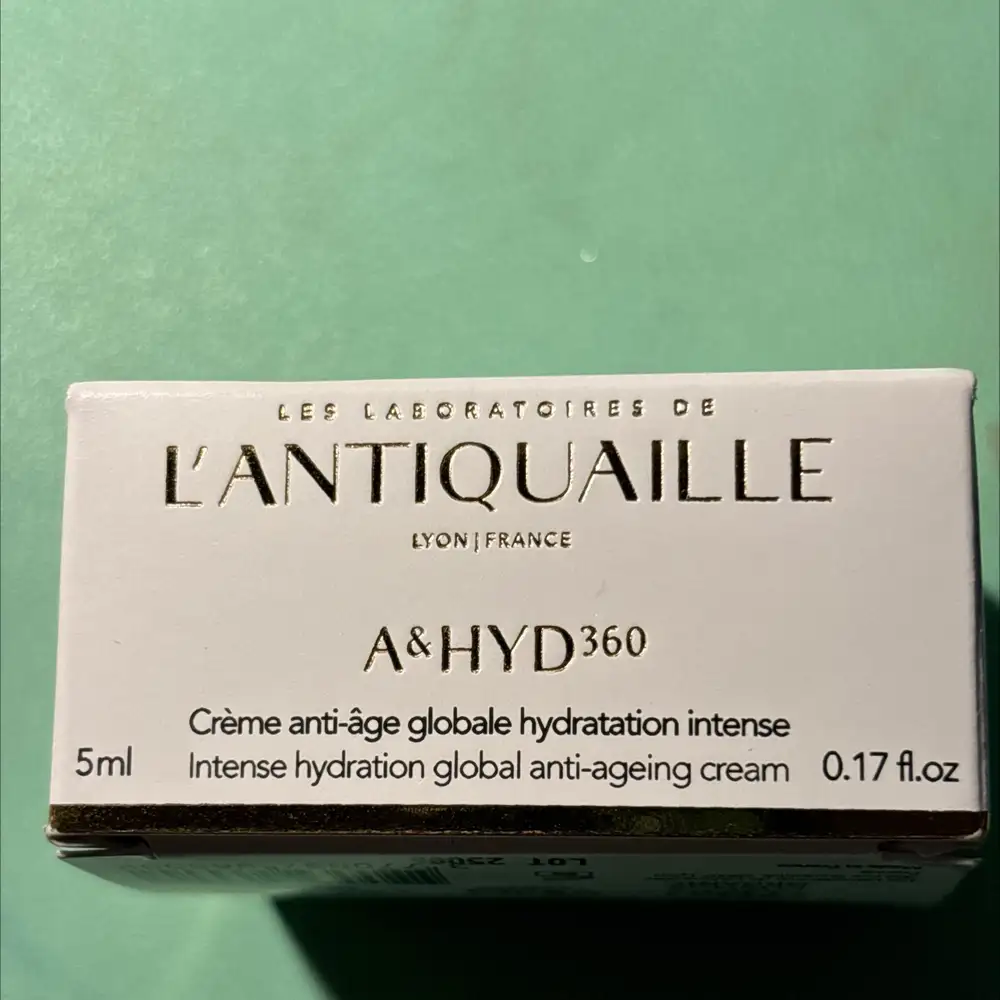 LES LABORATOIRES DE
L'ANTIQUAILLE
LYON | FRANCE
A&HYD360
Crème anti-âge globale hydratation intense
5ml Intense hydration global anti-ageing cream 0.17 fl.oz
LOT